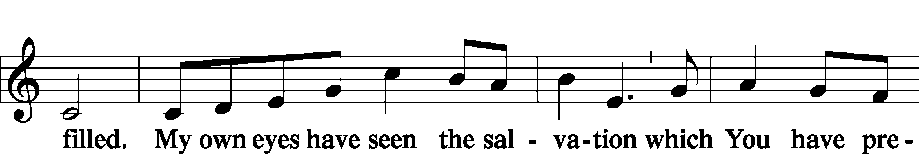 filled. My own eyes have seen the sal - va-tion which You have pre-